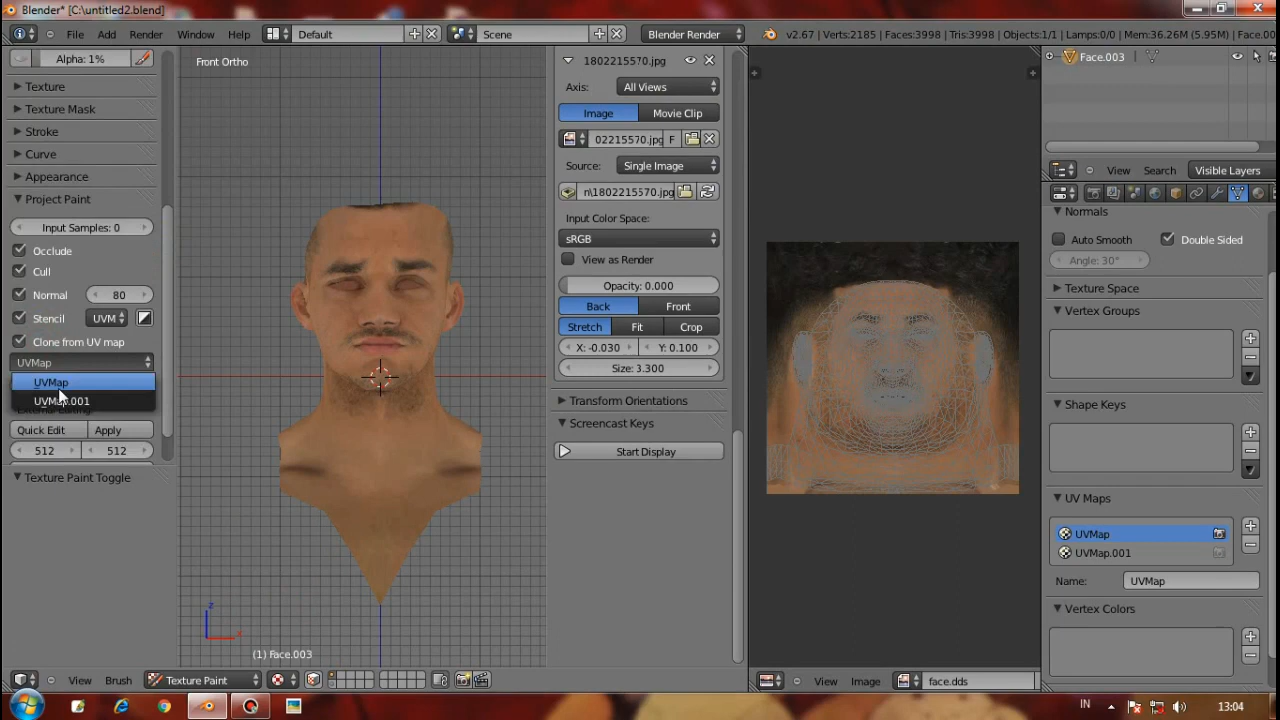 Blender* [C:\untitled2.blend]
File Add Render Window Help Default Scene Blender Render v2.67 | Verts:2185 | Faces:3998 | Tris:3998 | Objects:1/1 | Lamps:0/0 | Mem:36.26M (5.95M) | Face.00
Alpha: 1%
Texture
Texture Mask
Stroke
Curve
Appearance
Project Paint
Input Samples: 0
Occlude
Cull
Normal 80
Stencil UVM
Clone from UV map
UVMap
UVMap
UVMap.001
Quick Edit Apply
512 512
Texture Paint Toggle
Front Ortho
z
x
(1) Face.003
View Brush Texture Paint
1802215570.jpg
Axis: All Views
Image Movie Clip
02215570.jpg F
Source: Single Image
n\1802215570.jpg
Input Color Space:
sRGB
View as Render
Opacity: 0.000
Back Front
Stretch Fit Crop
X: -0.030 Y: 0.100
Size: 3.300
Transform Orientations
Screencast Keys
Start Display
View Image face.dds
Face.003
View Search Visible Layers
Normals
Auto Smooth Double Sided
Angle: 30°
Texture Space
Vertex Groups
Shape Keys
UV Maps
UVMap
UVMap.001
Name: UVMap
Vertex Colors
IN 13:04